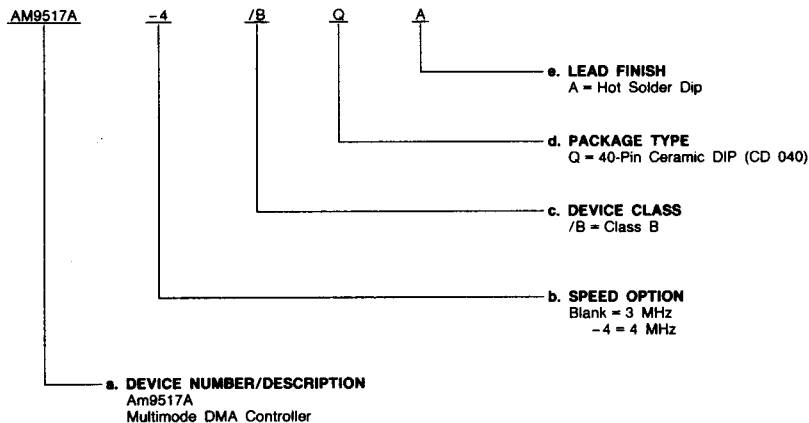 AM9517A -4 /B Q A
e. LEAD FINISH
A = Hot Solder Dip
d. PACKAGE TYPE
Q = 40-Pin Ceramic DIP (CD 040)
c. DEVICE CLASS
/B = Class B
b. SPEED OPTION
Blank = 3 MHz
-4 = 4 MHz
a. DEVICE NUMBER/DESCRIPTION
Am9517A
Multimode DMA Controller